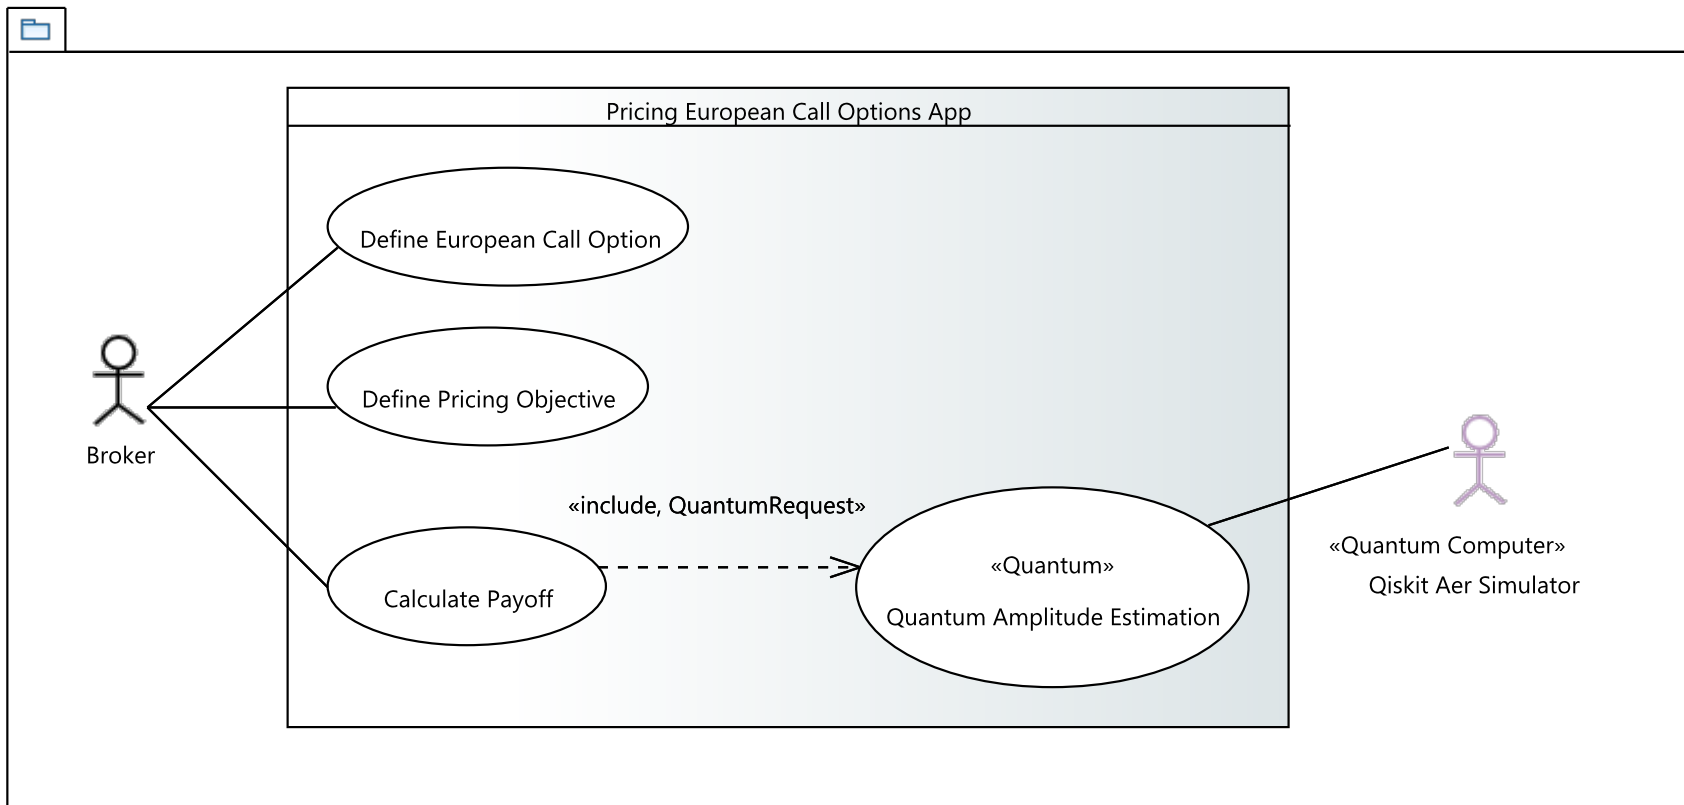 Pricing European Call Options App
Define European Call Option
Define Pricing Objective
Broker
«include, QuantumRequest»
Calculate Payoff
«Quantum»
Quantum Amplitude Estimation
«Quantum Computer»
Qiskit Aer Simulator